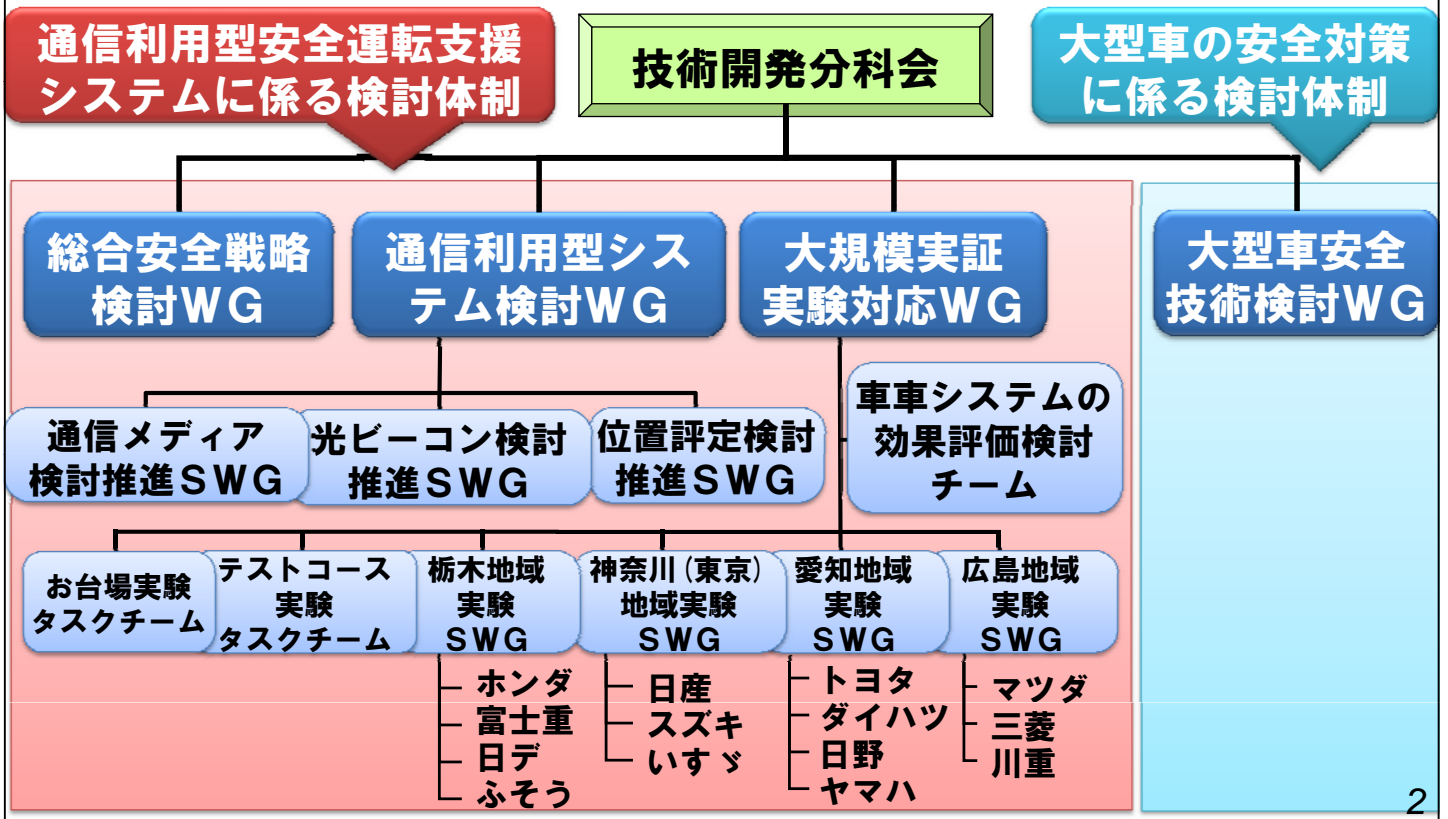 通信利用型安全運転支援
システムに係る検討体制
技術開発分科会
大型車の安全対策
に係る検討体制
総合安全戦略
検討WG
通信利用型シス
テム検討WG
大規模実証
実験対応WG
大型車安全
技術検討WG
通信メディア
検討推進SWG
光ビーコン検討
推進SWG
位置評定検討
推進SWG
車車システムの
効果評価検討
チーム
お台場実験
タスクチーム
テストコース
実験
タスクチーム
栃木地域
実験
SWG
神奈川(東京)
地域実験
SWG
愛知地域
実験
SWG
広島地域
実験
SWG
ホンダ
富士重
日デ
ふそう
日産
スズキ
いすゞ
トヨタ
ダイハツ
日野
ヤマハ
マツダ
三菱
川重
2